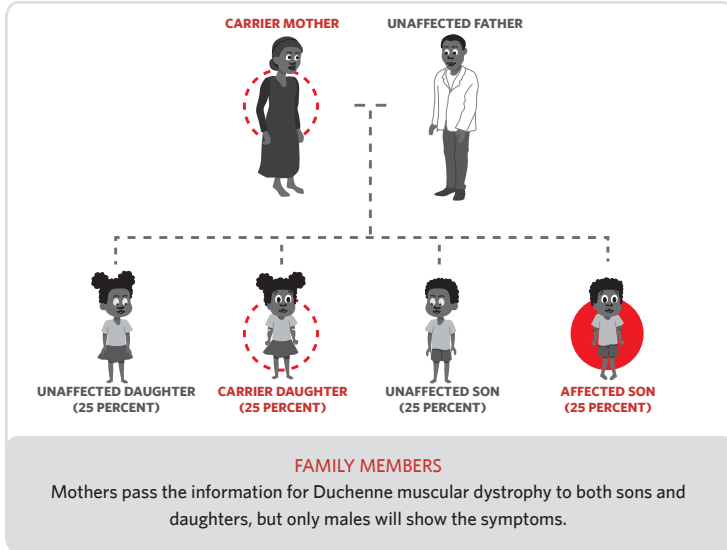 CARRIER MOTHER
UNAFFECTED FATHER
UNAFFECTED DAUGHTER
(25 PERCENT)
CARRIER DAUGHTER
(25 PERCENT)
UNAFFECTED SON
(25 PERCENT)
AFFECTED SON
(25 PERCENT)
FAMILY MEMBERS
Mothers pass the information for Duchenne muscular dystrophy to both sons and
daughters, but only males will show the symptoms.